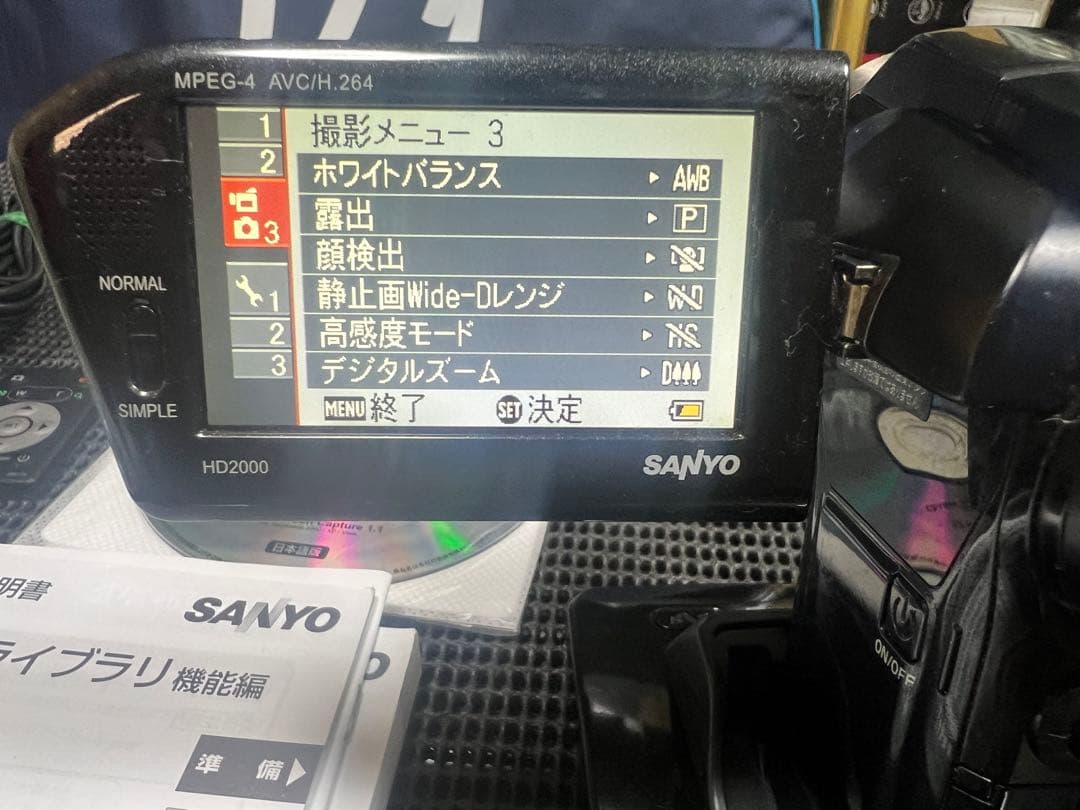 MPEG-4 AVC/H.264
1
2
3
1
2
3
撮影メニュー 3
ホワイトバランス AWB
露出 P
顔検出
静止画Wide-Dレンジ
高感度モード
デジタルズーム D
MENU 終了 SET 決定
NORMAL
SIMPLE
HD2000
SANYO
Capture 1.1
日本語版
明書
SANYO
ライブラリ 機能編
準 備
O
ON/OFF